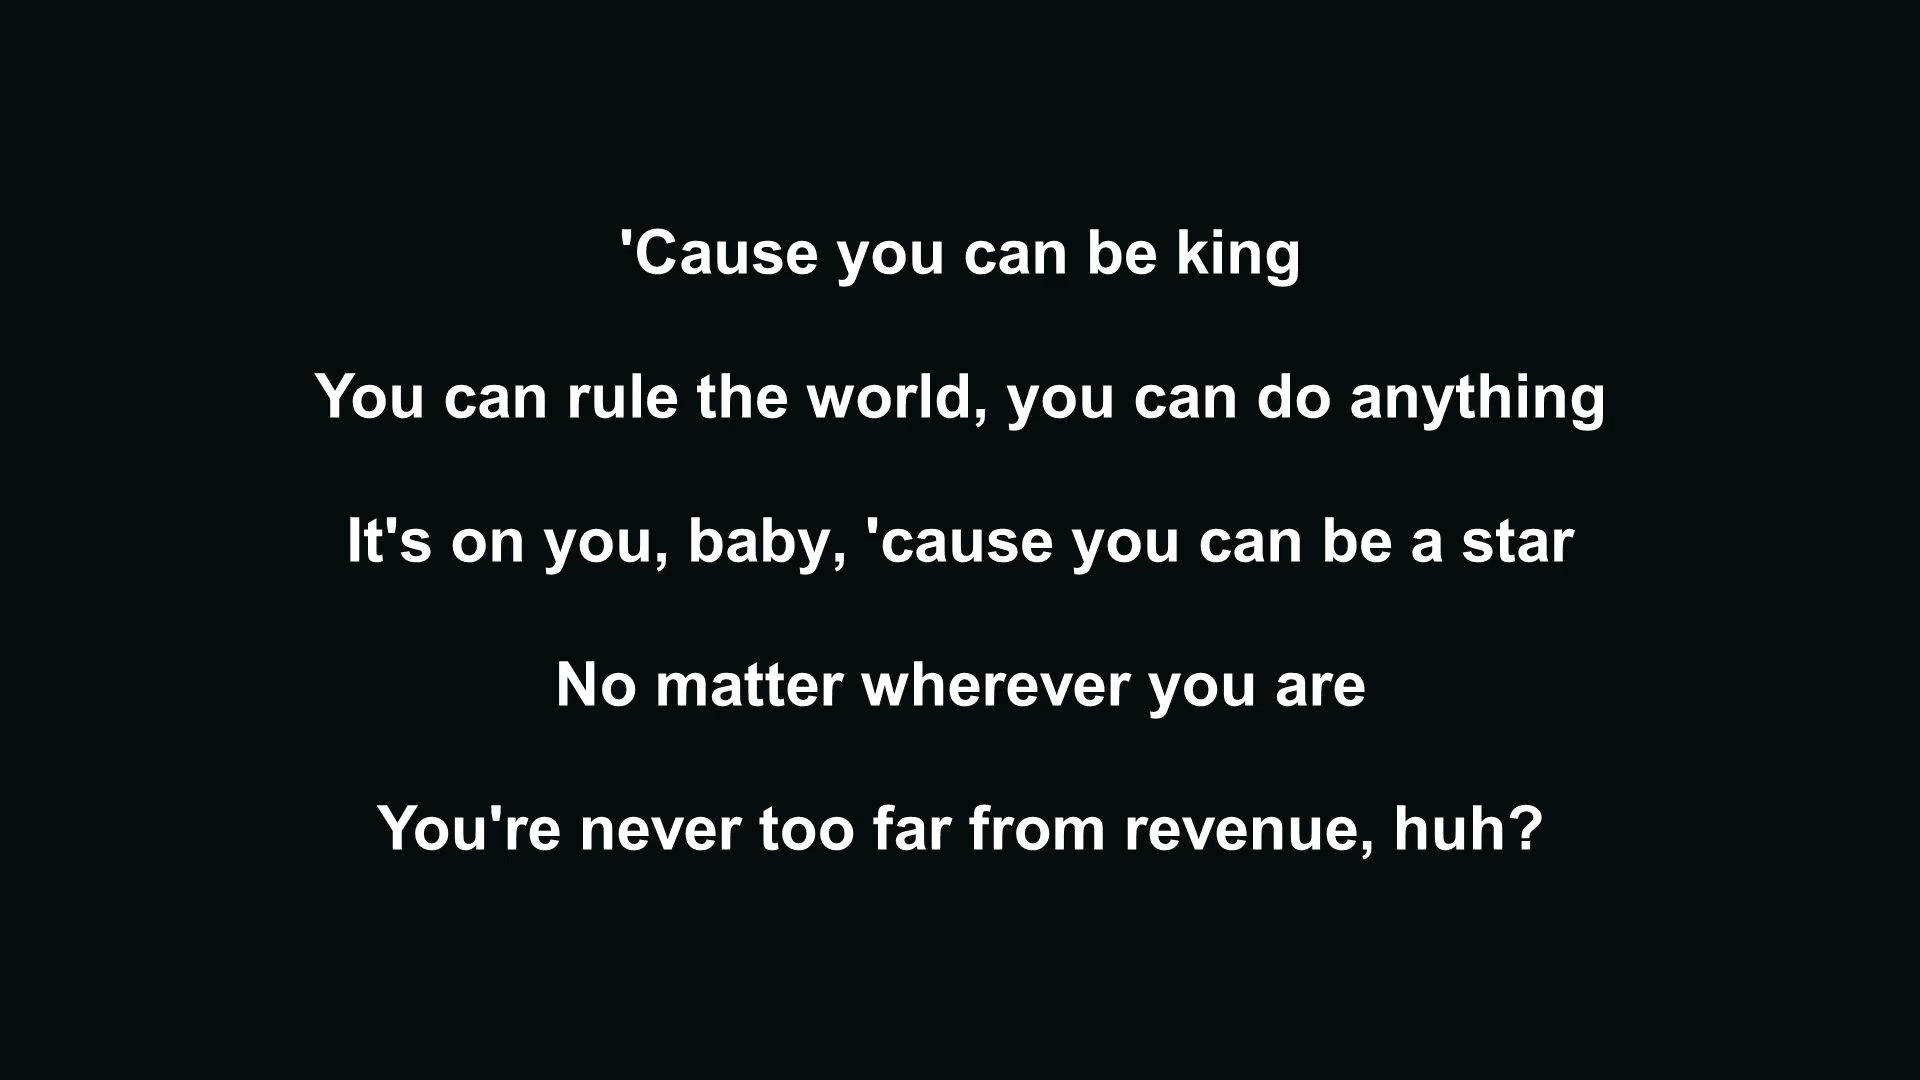 'Cause you can be king
You can rule the world, you can do anything
It's on you, baby, 'cause you can be a star
No matter wherever you are
You're never too far from revenue, huh?